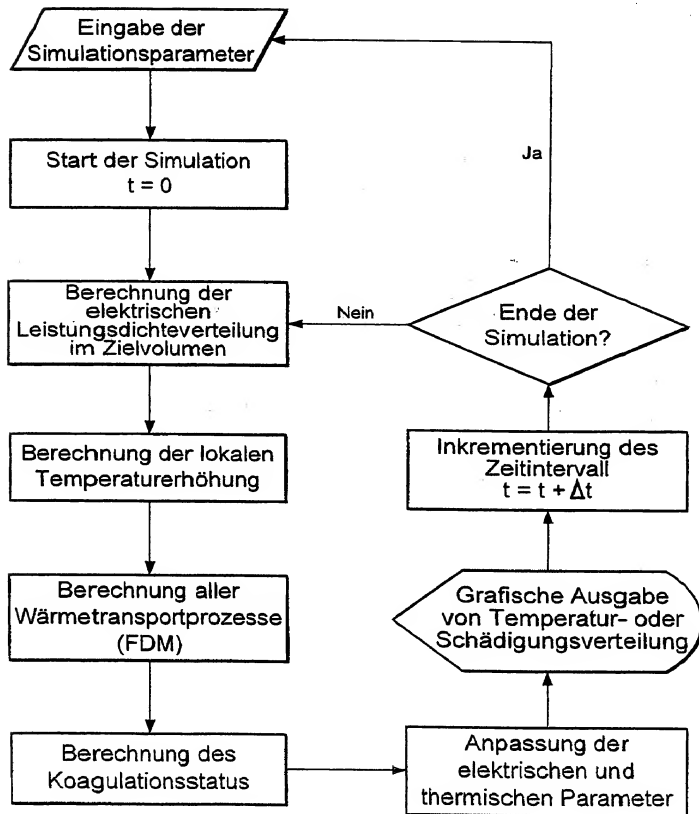 Eingabe der
Simulationsparameter
Start der Simulation
t = 0
Berechnung der
elektrischen
Leistungsdichteverteilung
im Zielvolumen
Berechnung der lokalen
Temperaturerhöhung
Berechnung aller
Wärmetransportprozesse
(FDM)
Berechnung des
Koagulationsstatus
Anpassung der
elektrischen und
thermischen Parameter
Grafische Ausgabe
von Temperatur- oder
Schädigungsverteilung
Inkrementierung des
Zeitintervall
t = t + Δt
Ende der
Simulation?
Nein
Ja